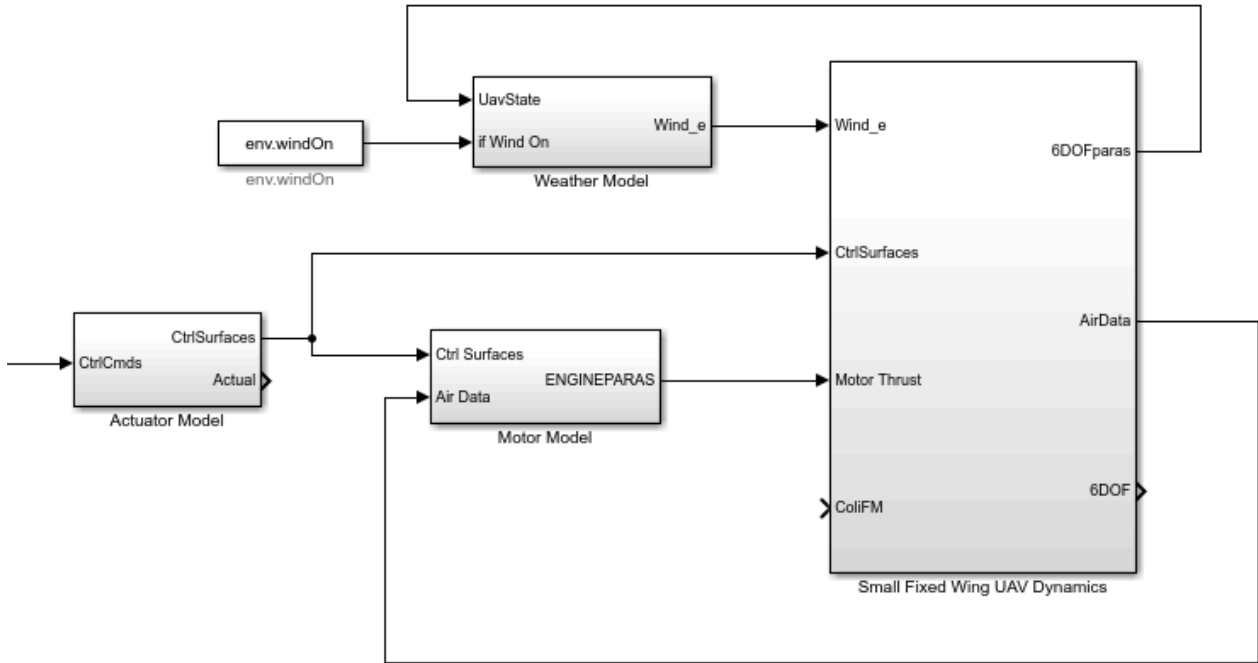 UavState
Wind_e
if Wind On
Weather Model
env.windOn
env.windOn
Wind_e
6DOFparas
CtrlSurfaces
AirData
Motor Thrust
6DOF
ColiFM
Small Fixed Wing UAV Dynamics
CtrlSurfaces
CtrlCmds
Actual
Actuator Model
Ctrl Surfaces
ENGINEPARAS
Air Data
Motor Model